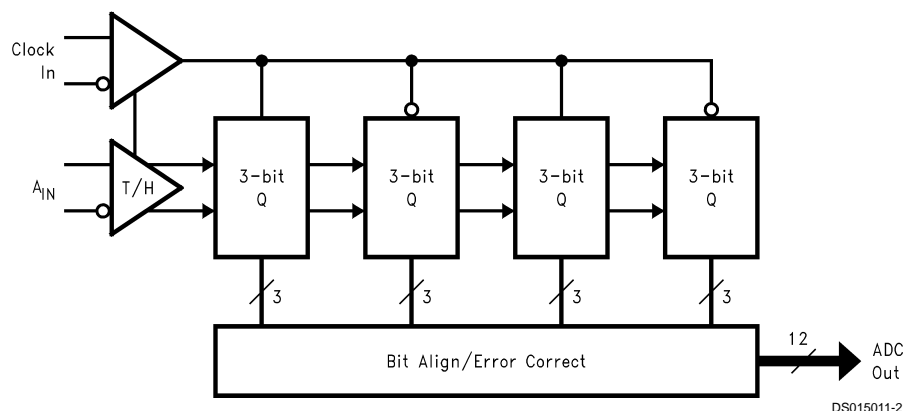 Clock
In
A_IN
T/H
3-bit
Q
3-bit
Q
3-bit
Q
3-bit
Q
3
3
3
3
Bit Align/Error Correct
12
ADC
Out
DS015011-2